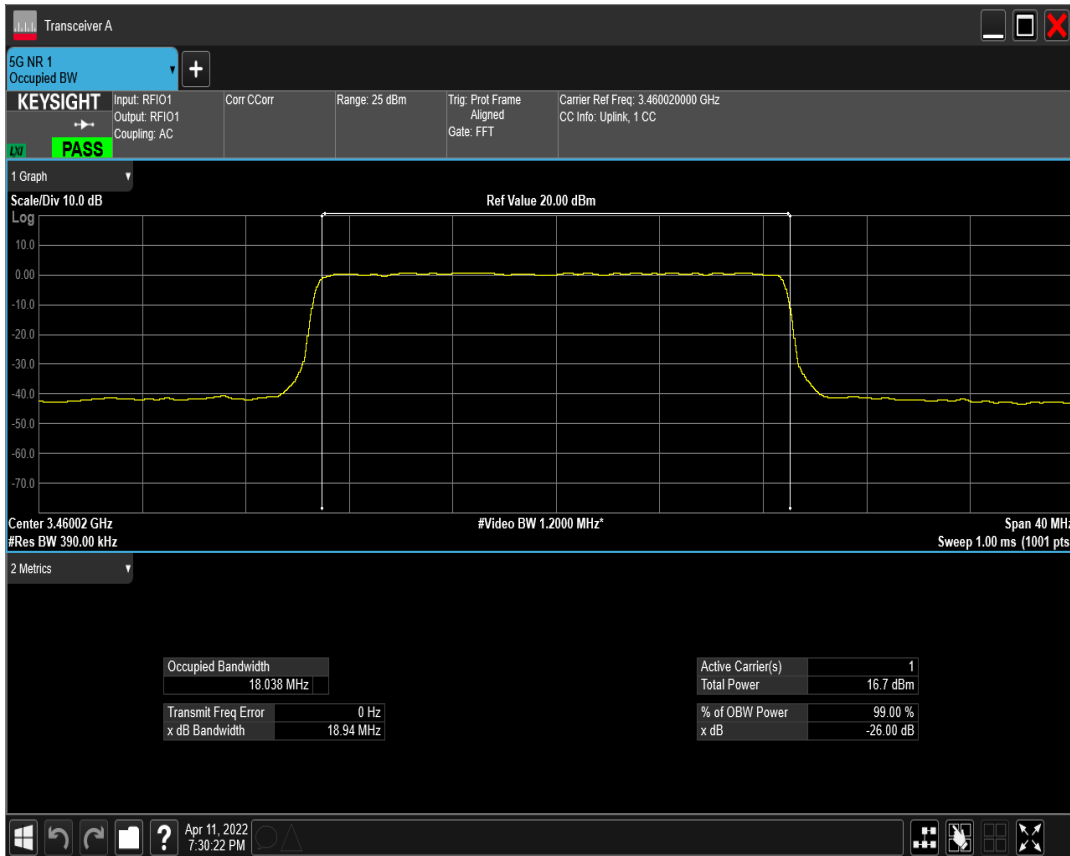 Transceiver A
5G NR 1
Occupied BW
KEYSIGHT
LXI
PASS
Input: RFIO1
Output: RFIO1
Coupling: AC
Corr CCorr
Range: 25 dBm
Trig: Prot Frame
Aligned
Gate: FFT
Carrier Ref Freq: 3.460020000 GHz
CC Info: Uplink, 1 CC
1 Graph
Scale/Div 10.0 dB
Ref Value 20.00 dBm
Log
10.0
0.00
-10.0
-20.0
-30.0
-40.0
-50.0
-60.0
-70.0
Center 3.46002 GHz
#Video BW 1.2000 MHz*
Span 40 MHz
#Res BW 390.00 kHz
Sweep 1.00 ms (1001 pts
2 Metrics
Occupied Bandwidth
18.038 MHz
Transmit Freq Error 0 Hz
x dB Bandwidth 18.94 MHz
Active Carrier(s) 1
Total Power 16.7 dBm
% of OBW Power 99.00 %
x dB -26.00 dB
?
Apr 11, 2022
7:30:22 PM